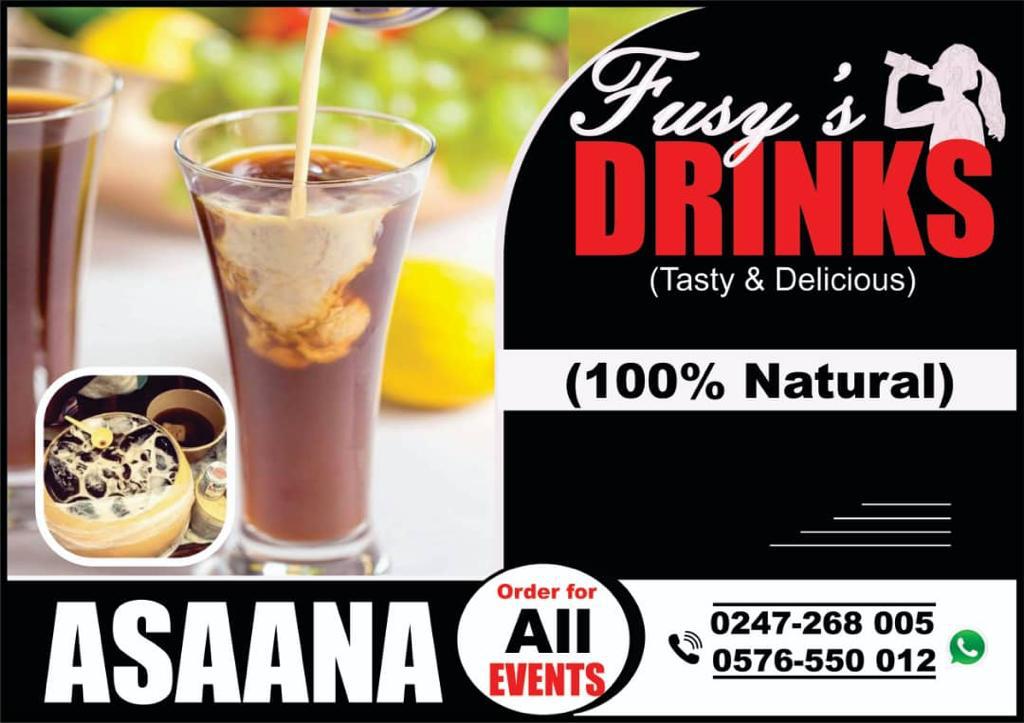 Fusy's
DRINKS
(Tasty & Delicious)
(100% Natural)
ASAANA
Order for
All
EVENTS
0247-268 005
0576-550 012